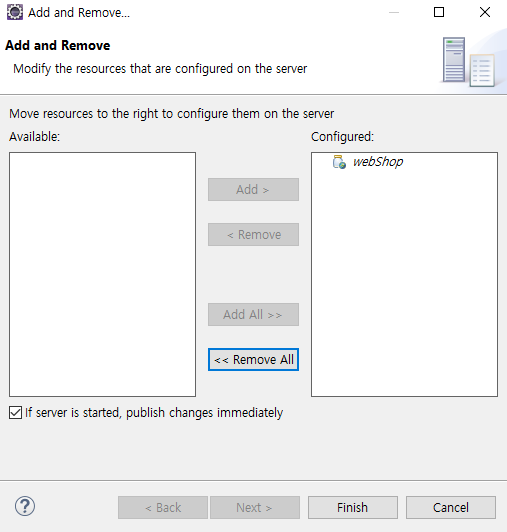 Add and Remove...
Add and Remove
Modify the resources that are configured on the server
Move resources to the right to configure them on the server
Available:
Configured:
webShop
Add >
< Remove
Add All >>
<< Remove All
If server is started, publish changes immediately
?
< Back
Next >
Finish
Cancel